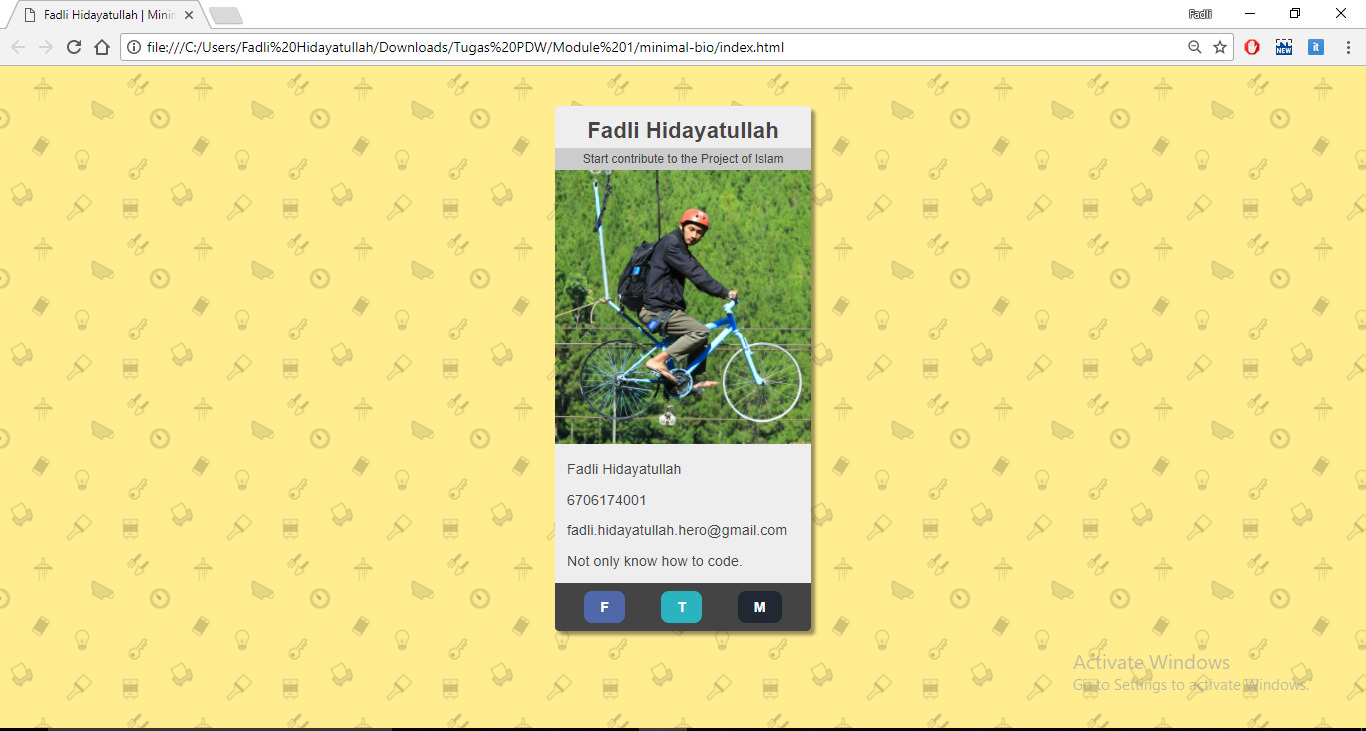 Fadli Hidayatullah | Minim
Fadli
file:///C:/Users/Fadli%20Hidayatullah/Downloads/Tugas%20PDW/Module%201/minimal-bio/index.html
NEW
it
Fadli Hidayatullah
Start contribute to the Project of Islam
Fadli Hidayatullah
6706174001
fadli.hidayatullah.hero@gmail.com
Not only know how to code.
F T M
Activate Windows
Go to Settings to activate Windows.